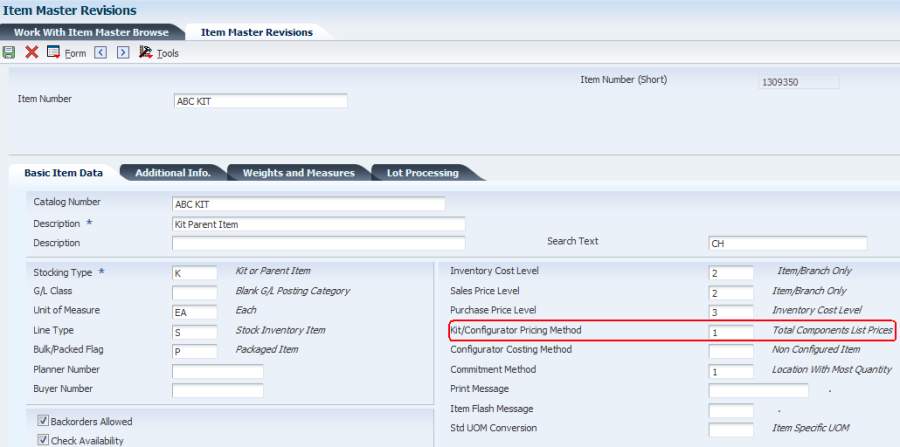 Item Master Revisions
Work With Item Master Browse Item Master Revisions
Form Tools
Item Number (Short) 1309350
Item Number ABC KIT
Basic Item Data Additional Info. Weights and Measures Lot Processing
Catalog Number ABC KIT
Description * Kit Parent Item
Description Search Text CH
Stocking Type * K Kit or Parent Item Inventory Cost Level 2 Item/Branch Only
G/L Class Blank G/L Posting Category Sales Price Level 2 Item/Branch Only
Unit of Measure EA Each Purchase Price Level 3 Inventory Cost Level
Line Type S Stock Inventory Item Kit/Configurator Pricing Method 1 Total Components List Prices
Bulk/Packed Flag P Packaged Item Configurator Costing Method Non Configured Item
Planner Number Commitment Method 1 Location With Most Quantity
Buyer Number Print Message .
Item Flash Message .
Backorders Allowed Std UOM Conversion Item Specific UOM
Check Availability